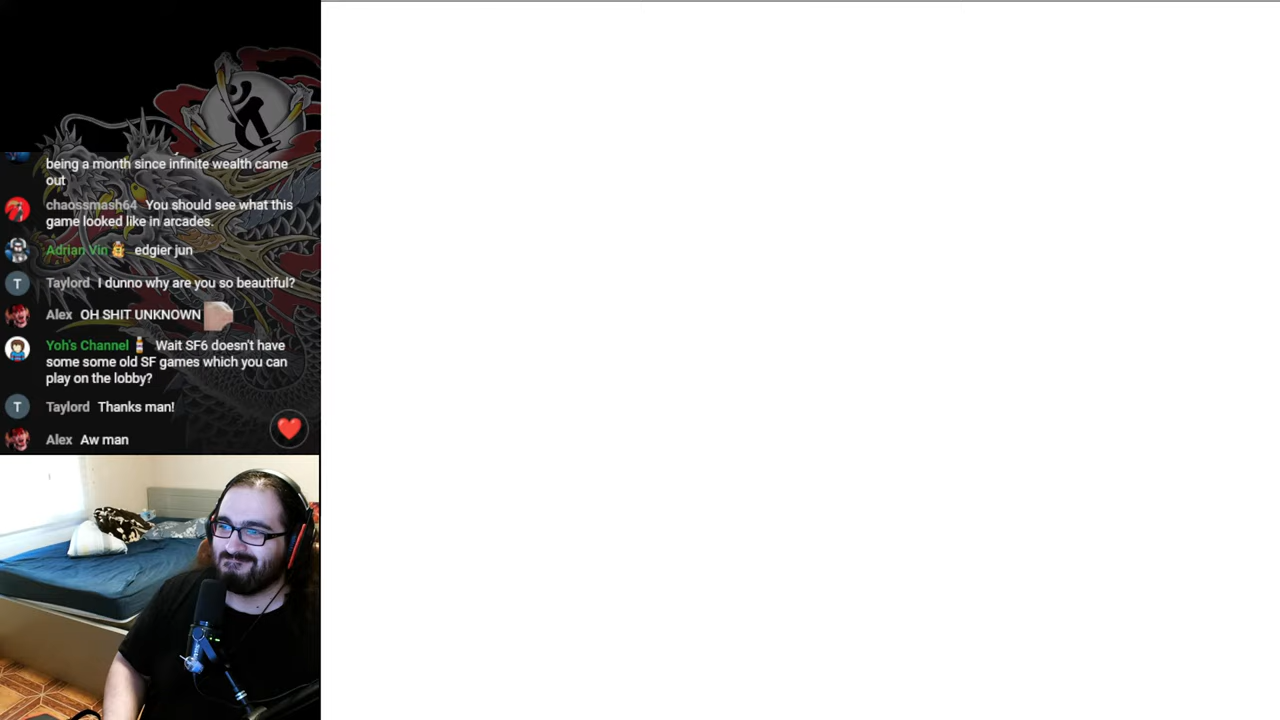 being a month since infinite wealth came
out
chaossmash64 You should see what this
game looked like in arcades.
Adrian Vin edgier jun
T Taylord I dunno why are you so beautiful?
Alex OH SHIT UNKNOWN
Yoh's Channel Wait SF6 doesn't have
some some old SF games which you can
play on the lobby?
T Taylord Thanks man!
Alex Aw man